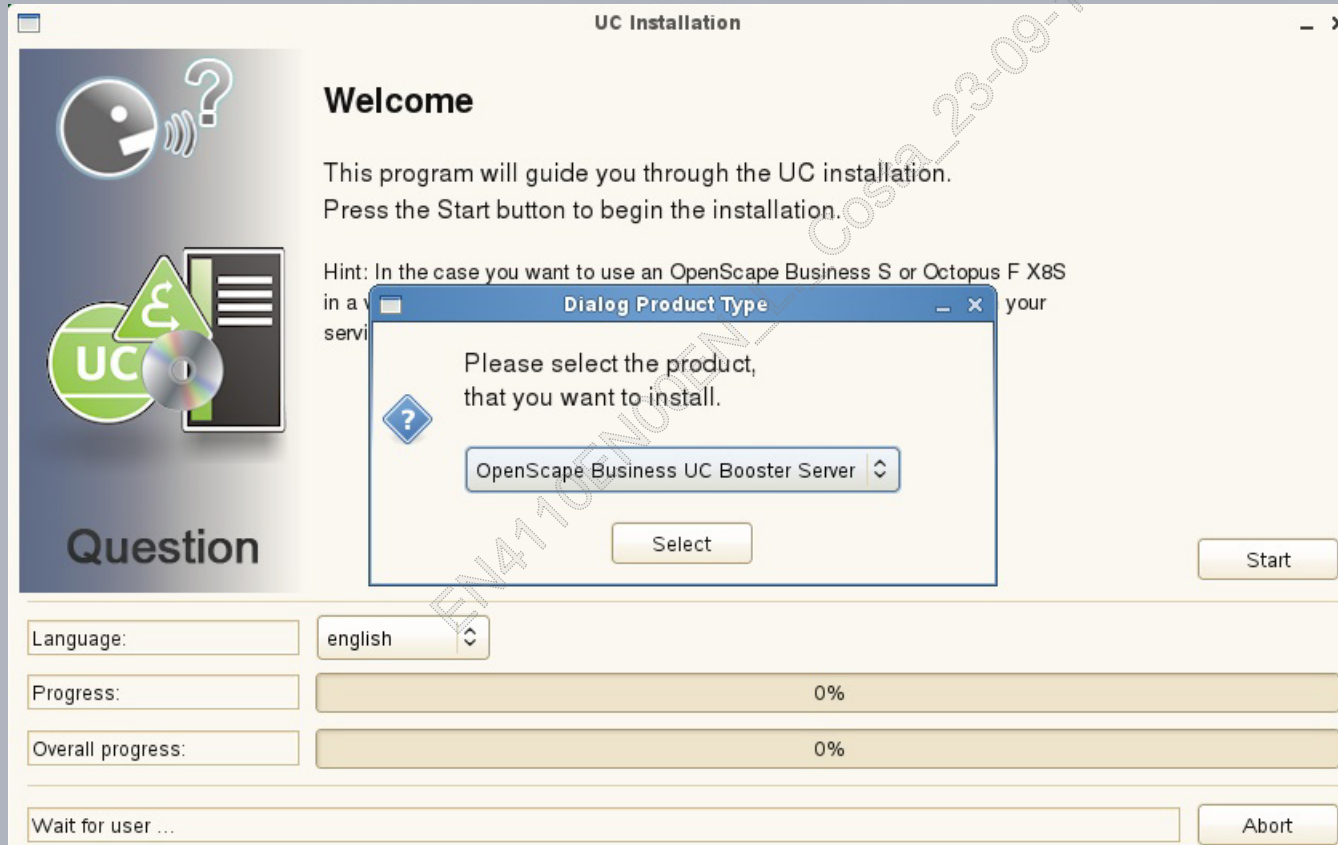 UC Installation
Welcome
This program will guide you through the UC installation.
Press the Start button to begin the installation.
Hint: In the case you want to use an OpenScape Business S or Octopus F X8S
in a
your
Dialog Product Type
Please select the product,
that you want to install.
OpenScape Business UC Booster Server
Select
UC
Question
Start
Language:
english
Progress:
0%
Overall progress:
0%
Wait for user ...
Abort